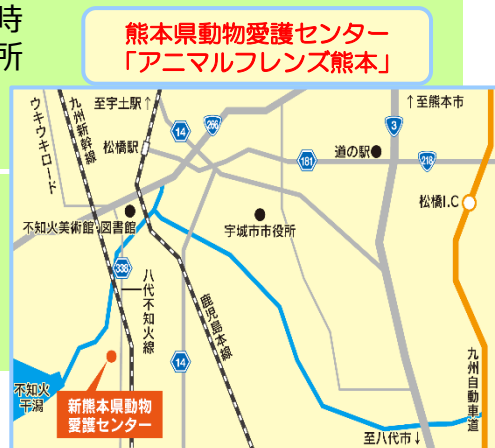 時
所
熊本県動物愛護センター
「アニマルフレンズ熊本」
ウキウキロード
九州新幹線
至宇土駅↑
14
266
3
↑至熊本市
松橋駅
181
道の駅
218
松橋I.C
不知火美術館・図書館
宇城市市役所
338
八代不知火線
鹿児島本線
14
九州自動車道
不知火
干潟
新熊本県動物
愛護センター
至八代市↓